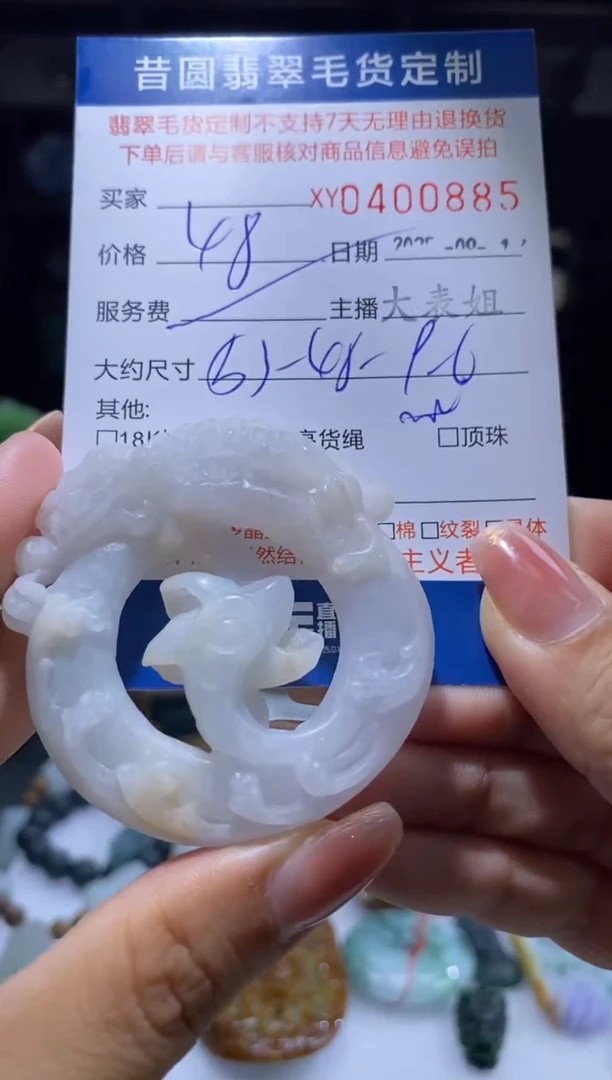 昔圆翡翠毛货定制
翡翠毛货定制不支持7天无理由退换货
下单后请与客服核对商品信息避免误拍
买家 XY0400885
价格 48 日期
服务费 主播 大表姐
大约尺寸
其他:
□18 货绳 □顶珠
□棉 □纹裂 体
然结 主义者
直播